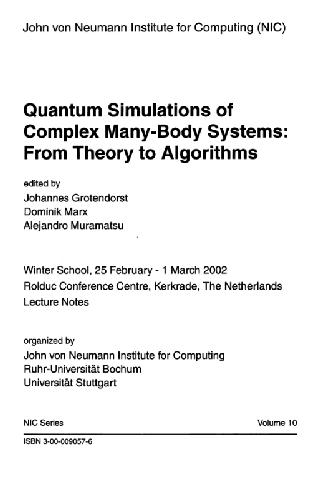 John von Neumann Institute for Computing (NIC)
Quantum Simulations of
Complex Many-Body Systems:
From Theory to Algorithms
edited by
Johannes Grotendorst
Dominik Marx
Alejandro Muramatsu
Winter School, 25 February - 1 March 2002
Rolduc Conference Centre, Kerkrade, The Netherlands
Lecture Notes
organized by
John von Neumann Institute for Computing
Ruhr-Universität Bochum
Universität Stuttgart
NIC Series Volume 10
ISBN 3-00-009057-6